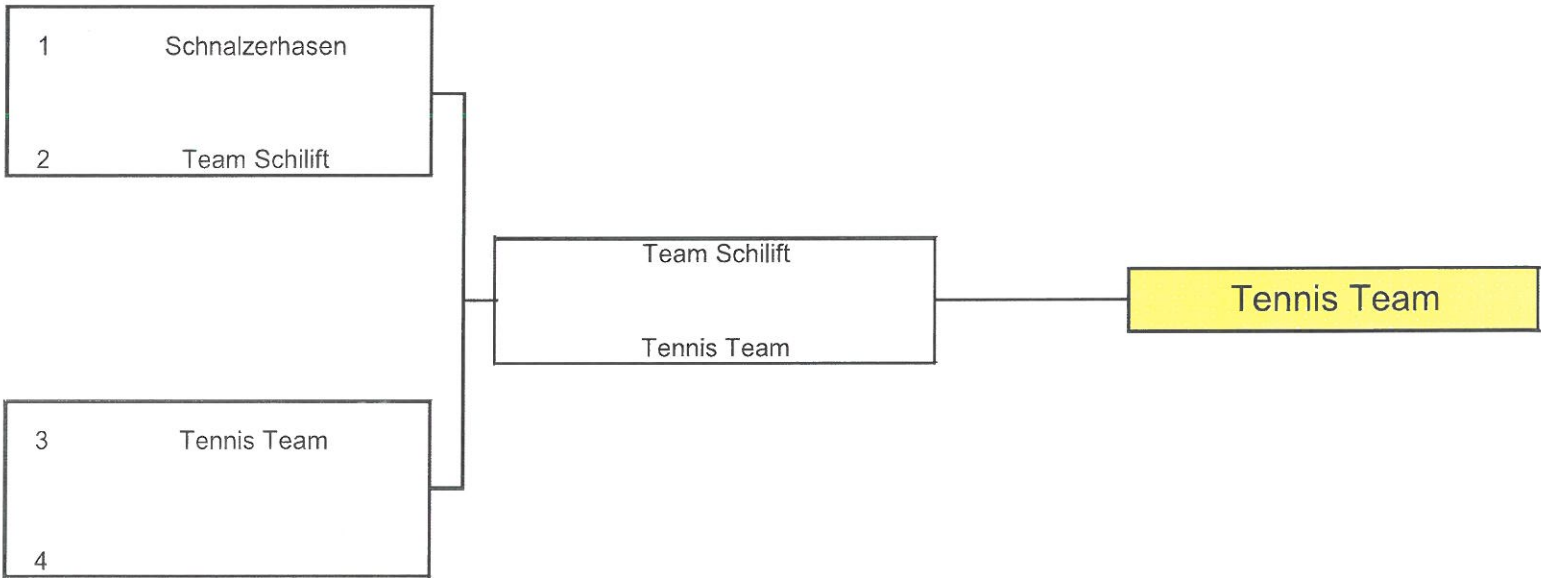 1 Schnalzerhasen
2 Team Schilift
Team Schilift
Tennis Team
Tennis Team
3 Tennis Team
4